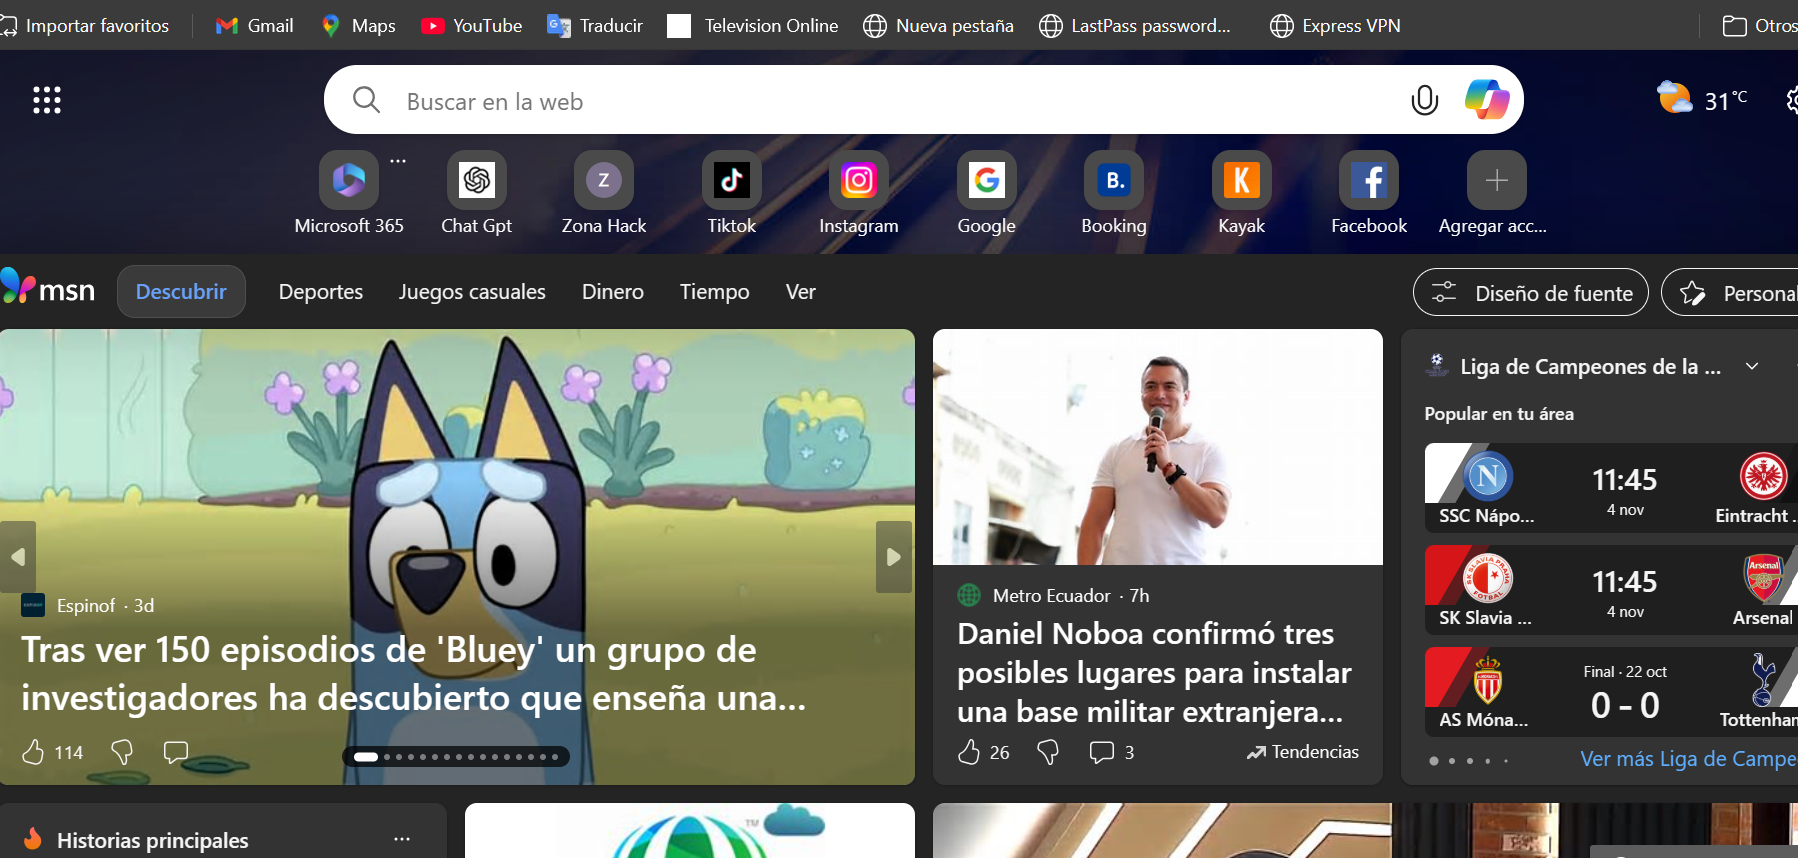 Importar favoritos
Gmail
Maps
YouTube
Traducir
Television Online
Nueva pestaña
LastPass password...
Express VPN
Otros
Buscar en la web
31°C
Microsoft 365
Chat Gpt
Z
Zona Hack
Tiktok
Instagram
Google
B.
Booking
K
Kayak
Facebook
Agregar acc...
msn
Descubrir
Deportes
Juegos casuales
Dinero
Tiempo
Ver
Diseño de fuente
Personal
Espinof · 3d
Tras ver 150 episodios de 'Bluey' un grupo de
investigadores ha descubierto que enseña una...
114
Metro Ecuador · 7h
Daniel Noboa confirmó tres
posibles lugares para instalar
una base militar extranjera...
26
3
Tendencias
Liga de Campeones de la ...
Popular en tu área
N
SSC Nápo...
11:45
4 nov
Eintracht .
SK SLAVIA PRAHA
FOTBAL
SK Slavia ...
11:45
4 nov
Arsenal
Arsenal
AS Móna...
Final · 22 oct
0 - 0
Tottenhan
Ver más Liga de Campe
Historias principales
TM